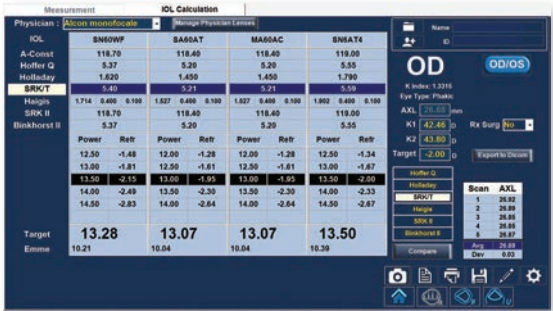 Measurement IOL Calculation
Physician : Alcon monofocale Manage Physician Lenses
Name
ID
IOL SN60WF SA60AT MA60AC SN6AT4
A-Const 118.70 118.40 118.40 119.00
Hoffer Q 5.37 5.20 5.20 5.55
Holladay 1.620 1.450 1.450 1.790
SRK/T 5.40 5.21 5.21 5.59
Haigis 1.714 0.400 0.100 1.527 0.400 0.100 1.527 0.400 0.100 1.902 0.400 0.100
SRK II 118.70 118.40 118.40 119.00
Binkhorst II 5.37 5.20 5.20 5.55
Power Refr Power Refr Power Refr Power Refr
12.50 -1.48 12.00 -1.28 12.00 -1.28 12.50 -1.34
13.00 -1.81 12.50 -1.61 12.50 -1.61 13.00 -1.67
13.50 -2.15 13.00 -1.95 13.00 -1.95 13.50 -2.00
14.00 -2.49 13.50 -2.30 13.50 -2.30 14.00 -2.33
14.50 -2.83 14.00 -2.64 14.00 -2.64 14.50 -2.67
Target 13.28 13.07 13.07 13.50
Emme 10.21 10.04 10.04 10.39
OD OD/OS
K Index: 1.3315
Eye Type: Phakic
AXL 26.88 mm
K1 42.46 D Rx Surg No
K2 43.80 D
Target -2.00 D Export to Dicom
Hoffer Q
Holladay
SRK/T
Haigis
SRK II
Binkhorst II
Compare
Scan AXL
1 26.92
2 26.89
3 26.85
4 26.85
5 26.87
Avg 26.88
Dev 0.03